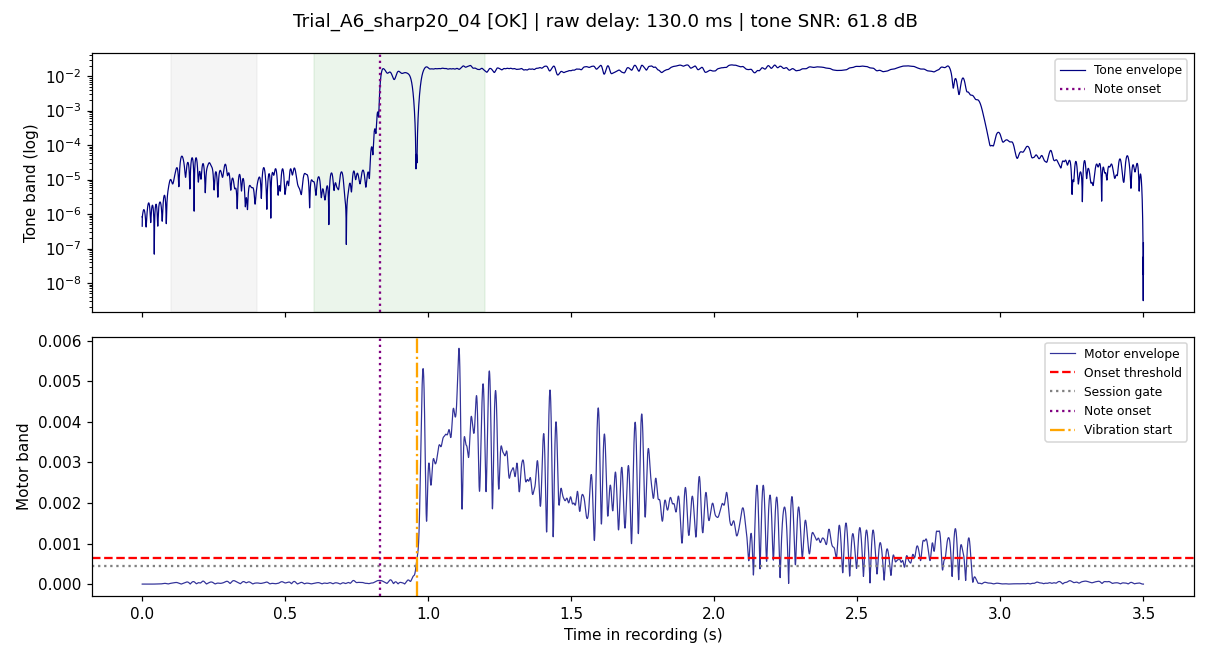 Trial_A6_sharp20_04 [OK] | raw delay: 130.0 ms | tone SNR: 61.8 dB
Tone band (log)
10⁻²
10⁻³
10⁻⁴
10⁻⁵
10⁻⁶
10⁻⁷
10⁻⁸
Tone envelope
Note onset
Motor band
0.006
0.005
0.004
0.003
0.002
0.001
0.000
Motor envelope
Onset threshold
Session gate
Note onset
Vibration start
0.0 0.5 1.0 1.5 2.0 2.5 3.0 3.5
Time in recording (s)